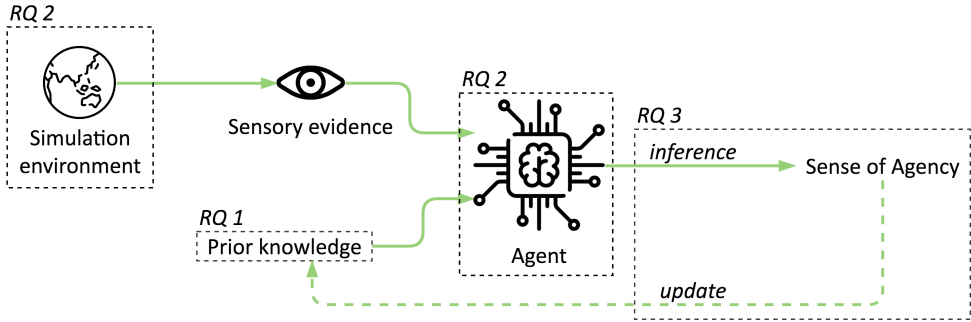 RQ 2
Simulation
environment
Sensory evidence
RQ 1
Prior knowledge
RQ 2
Agent
RQ 3
inference
Sense of Agency
update